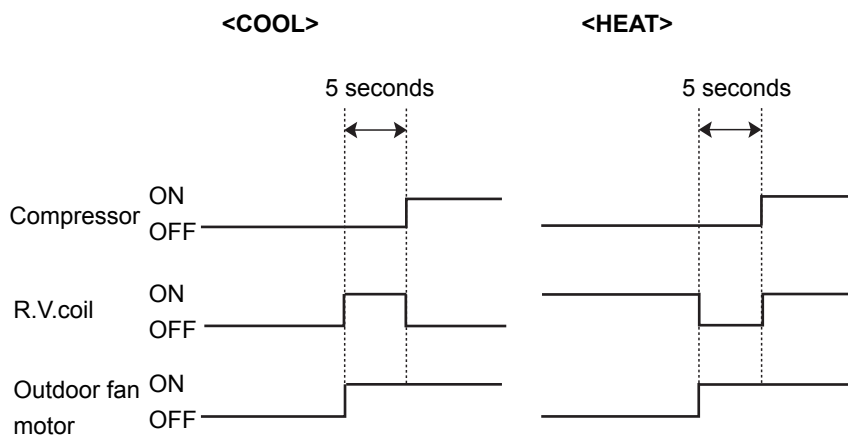 <COOL>
<HEAT>
5 seconds
5 seconds
Compressor
ON
OFF
R.V.coil
ON
OFF
Outdoor fan
motor
ON
OFF